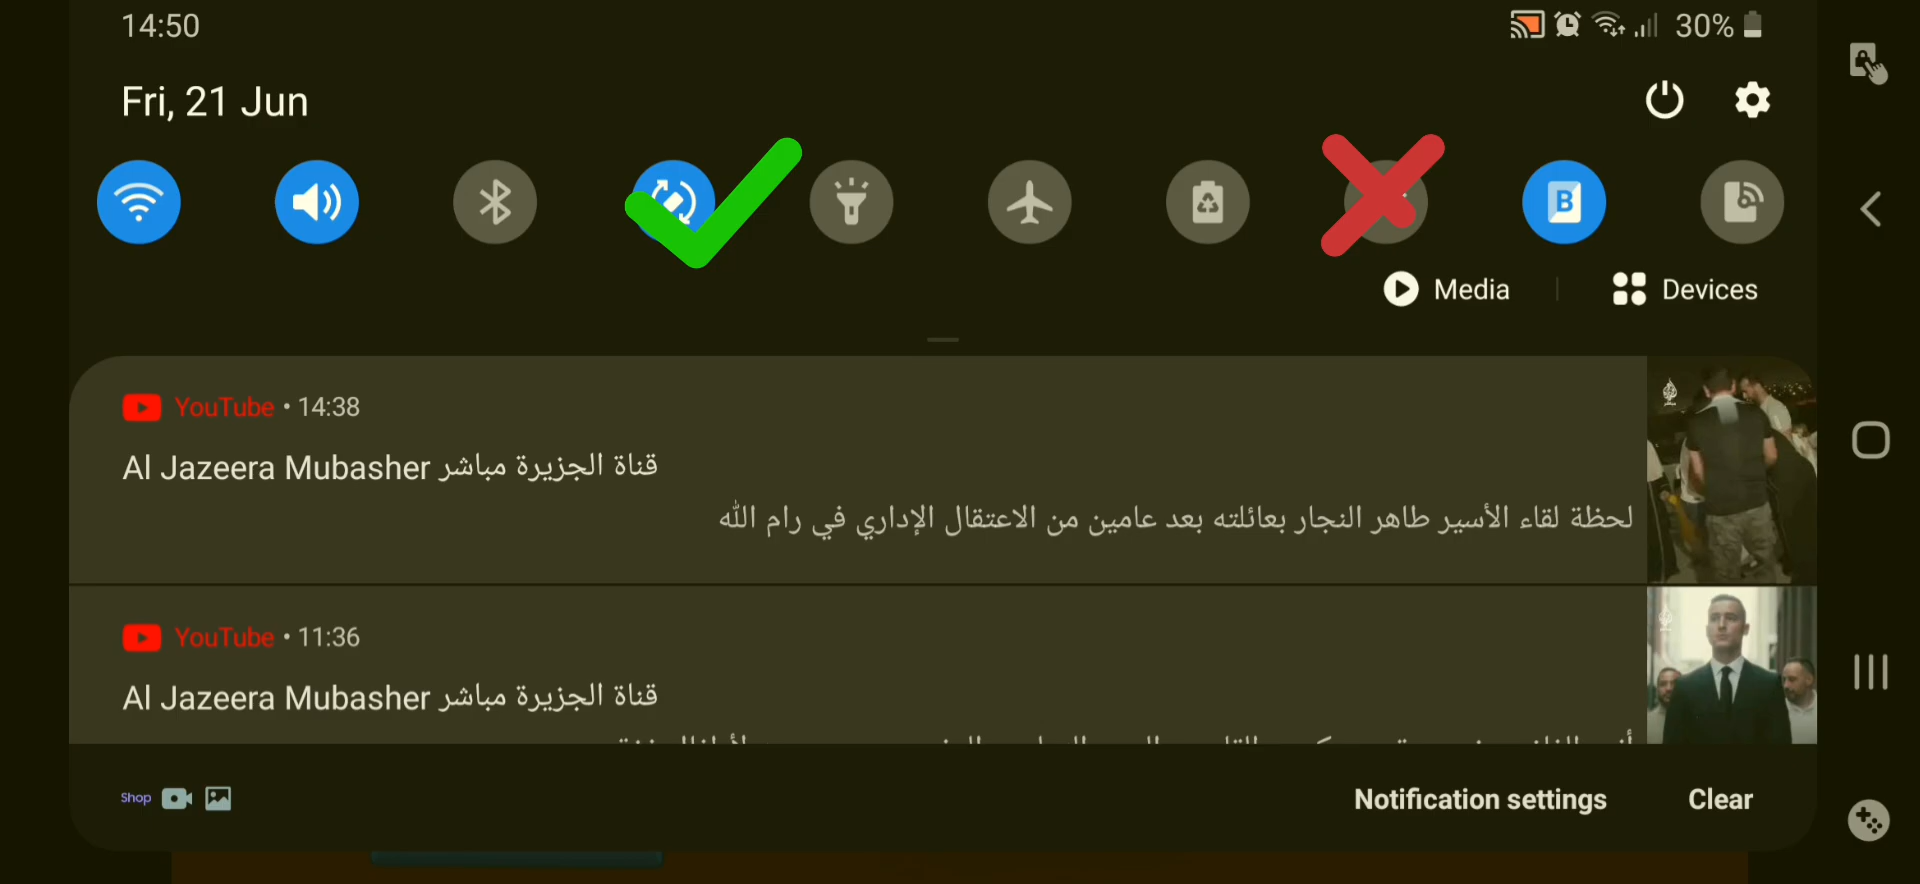 14:50
30%
Fri, 21 Jun
B
Media
Devices
YouTube • 14:38
Al Jazeera Mubasher قناة الجزيرة مباشر
لحظة لقاء الأسير طاهر النجار بعائلته بعد عامين من الاعتقال الإداري في رام الله
YouTube • 11:36
Al Jazeera Mubasher قناة الجزيرة مباشر
Shop
Notification settings
Clear